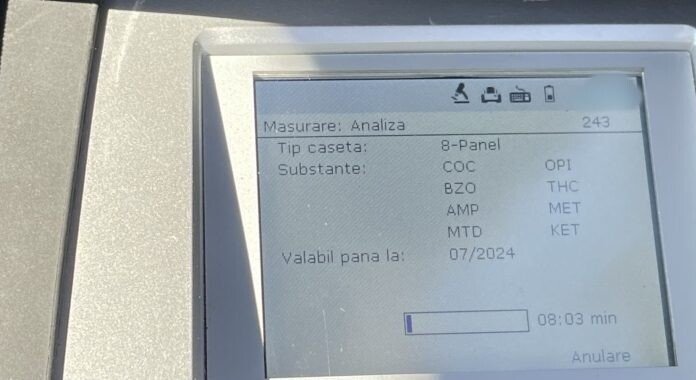 Masurare: Analiza 243
Tip caseta: 8-Panel
Substante: COC OPI
BZO THC
AMP MET
MTD KET
Valabil pana la: 07/2024
08:03 min
Anulare